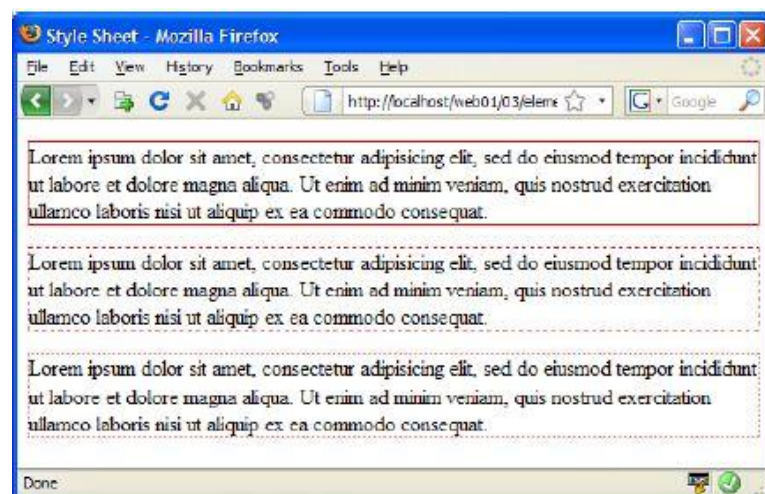 Style Sheet - Mozilla Firefox
File Edit View History Bookmarks Tools Help
http://localhost/web01/03/eleme Google
Lorem ipsum dolor sit amet, consectetur adipisicing elit, sed do eiusmod tempor incididunt
ut labore et dolore magna aliqua. Ut enim ad minim veniam, quis nostrud exercitation
ullamco laboris nisi ut aliquip ex ea commodo consequat.
Lorem ipsum dolor sit amet, consectetur adipisicing elit, sed do eiusmod tempor incididunt
ut labore et dolore magna aliqua. Ut enim ad minim veniam, quis nostrud exercitation
ullamco laboris nisi ut aliquip ex ea commodo consequat.
Lorem ipsum dolor sit amet, consectetur adipisicing elit, sed do eiusmod tempor incididunt
ut labore et dolore magna aliqua. Ut enim ad minim veniam, quis nostrud exercitation
ullamco laboris nisi ut aliquip ex ea commodo consequat.
Done